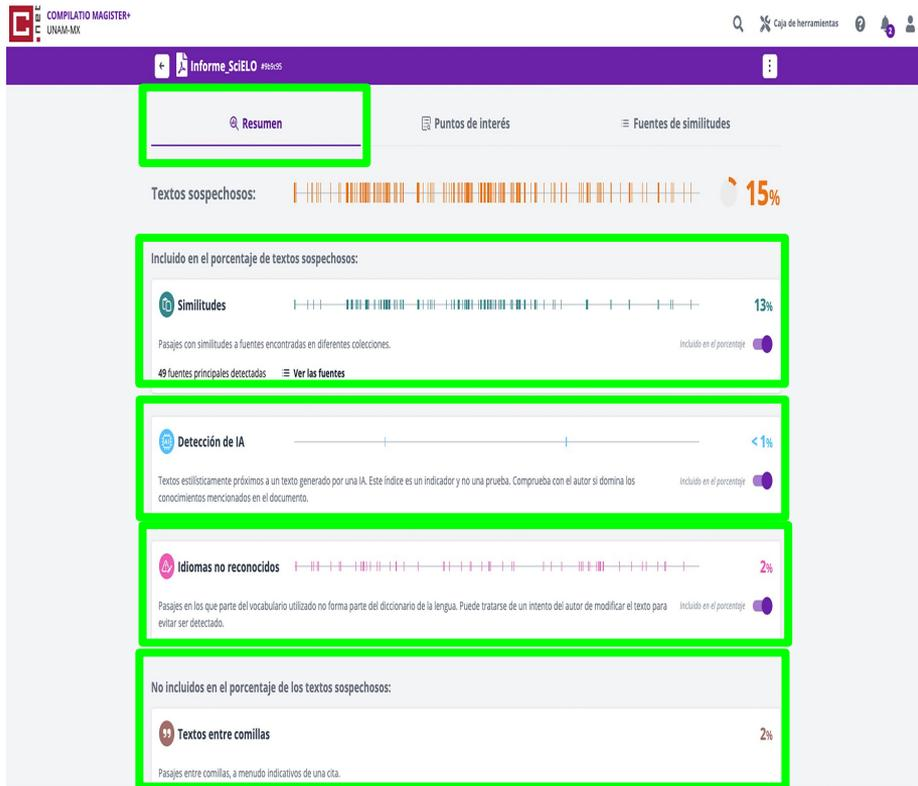 C.net
COMPILATIO MAGISTER+
UNAM-MX
Caja de herramientas
2
Informe_SciELO #9b9c95
Resumen
Puntos de interés
Fuentes de similitudes
Textos sospechosos:
15%
Incluido en el porcentaje de textos sospechosos:
Similitudes
13%
Pasajes con similitudes a fuentes encontradas en diferentes colecciones.
Incluido en el porcentaje
49 fuentes principales detectadas
Ver las fuentes
Detección de IA
< 1%
Textos estilísticamente próximos a un texto generado por una IA. Este índice es un indicador y no una prueba. Comprueba con el autor si domina los
conocimientos mencionados en el documento.
Incluido en el porcentaje
Idiomas no reconocidos
2%
Pasajes en los que parte del vocabulario utilizado no forma parte del diccionario de la lengua. Puede tratarse de un intento del autor de modificar el texto para
evitar ser detectado.
Incluido en el porcentaje
No incluidos en el porcentaje de los textos sospechosos:
Textos entre comillas
2%
Pasajes entre comillas, a menudo indicativos de una cita.